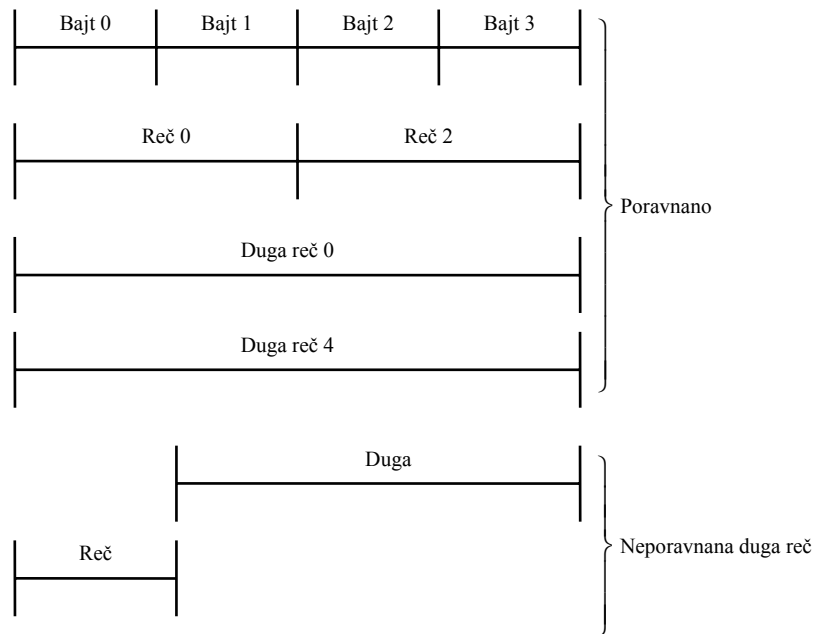 Bajt 0 Bajt 1 Bajt 2 Bajt 3
Reč 0 Reč 2
Poravnano
Duga reč 0
Duga reč 4
Duga
Reč
Neporavnana duga reč